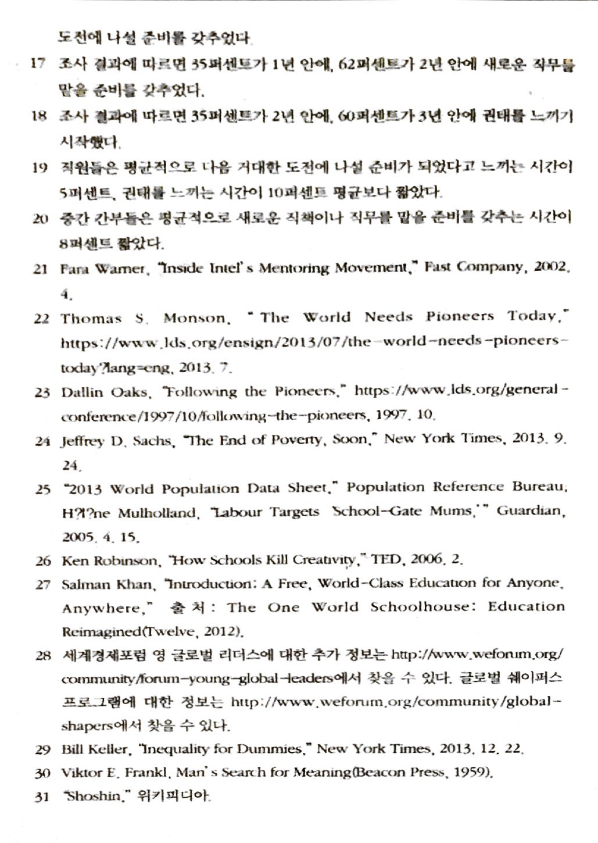 도전에 나설 준비를 갖추었다.
17 조사 결과에 따르면 35퍼센트가 1년 안에, 62퍼센트가 2년 안에 새로운 직무를
맡을 준비를 갖추었다.
18 조사 결과에 따르면 35퍼센트가 2년 안에, 60퍼센트가 3년 안에 권태를 느끼기
시작했다.
19 직원들은 평균적으로 다음 거대한 도전에 나설 준비가 되었다고 느끼는 시간이
5퍼센트, 권태를 느끼는 시간이 10퍼센트 평균보다 짧았다.
20 중간 간부들은 평균적으로 새로운 직책이나 직무를 맡을 준비를 갖추는 시간이
8퍼센트 짧았다.
21 Fara Warner, “Inside Intel's Mentoring Movement,” Fast Company, 2002.
4.
22 Thomas S. Monson, “The World Needs Pioneers Today,”
https://www.lds.org/ensign/2013/07/the-world-needs-pioneers-
today?lang=eng, 2013. 7.
23 Dallin Oaks, “Following the Pioneers,” https://www.lds.org/general-
conference/1997/10/following-the-pioneers, 1997. 10.
24 Jeffrey D. Sachs, “The End of Poverty, Soon,” New York Times, 2013. 9.
24.
25 “2013 World Population Data Sheet,” Population Reference Bureau,
H?l?ne Mulholland, “Labour Targets ‘School-Gate Mums,’” Guardian,
2005. 4. 15.
26 Ken Robinson, “How Schools Kill Creativity,” TED, 2006. 2.
27 Salman Khan, “Introduction: A Free, World-Class Education for Anyone,
Anywhere,” 출처: The One World Schoolhouse: Education
Reimagined(Twelve, 2012).
28 세계경제포럼 영 글로벌 리더스에 대한 추가 정보는 http://www.weforum.org/
community/forum-young-global-leaders에서 찾을 수 있다. 글로벌 쉐이퍼스
프로그램에 대한 정보는 http://www.weforum.org/community/global-
shapers에서 찾을 수 있다.
29 Bill Keller, “Inequality for Dummies,” New York Times, 2013. 12. 22.
30 Viktor E. Frankl, Man's Search for Meaning(Beacon Press, 1959).
31 “Shoshin,” 위키피디아.